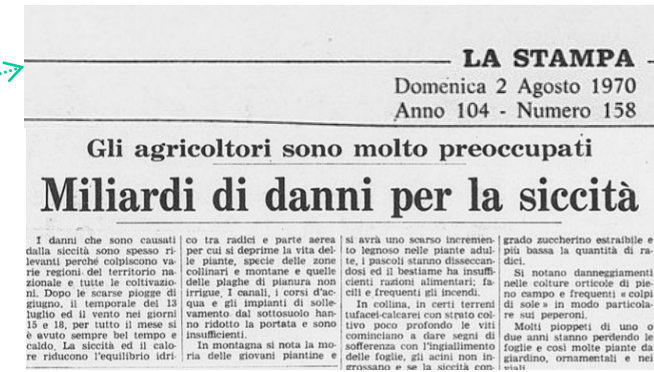 LA STAMPA
Domenica 2 Agosto 1970
Anno 104 - Numero 158
Gli agricoltori sono molto preoccupati
Miliardi di danni per la siccità
I danni che sono causati
dalla siccità sono spesso ri-
levanti perché colpiscono va-
rie regioni del territorio na-
zionale e tutte le coltivazio-
ni. Dopo le scarse piogge di
giugno, il temporale del 13
luglio ed il vento nei giorni
15 e 18, per tutto il mese si
è avuto sempre bel tempo e
caldo. La siccità ed il calo-
re riducono l'equilibrio idri-
co tra radici e parte aerea
per cui si deprime la vita del-
le piante, specie delle zone
collinari e montane e quelle
delle plaghe di pianura non
irrigue. I canali, i corsi d'ac-
qua e gli impianti di solle-
vamento dal sottosuolo han-
no ridotto la portata e sono
insufficienti.
In montagna si nota la mo-
ria delle giovani piantine e
si avrà uno scarso incremen-
to legnoso nelle piante adul-
te, i pascoli stanno disseccan-
dosi ed il bestiame ha insuffi-
cienti razioni alimentari; fa-
cili e frequenti gli incendi.
In collina, in certi terreni
tufacei-calcarei con strato col-
tivo poco profondo le viti
cominciano a dare segni di
sofferenza con l'ingiallimento
delle foglie, gli acini non in-
grossano e se la siccità con-
grado zuccherino estraibile e
più bassa la quantità di ra-
dici.
Si notano danneggiamenti
nelle colture orticole di pie-
no campo e frequenti «colpi
di sole» in modo particola-
re sui peperoni.
Molti pioppeti di uno o
due anni stanno perdendo le
foglie e così molte piante da
giardino, ornamentali e nei
viali.